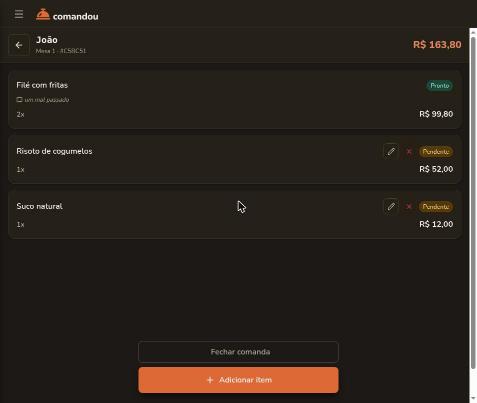 comandou
João
Mesa 1 · #C5BC51
R$ 163,80
Filé com fritas
Pronto
um mal passado
2x
R$ 99,80
Risoto de cogumelos
Pendente
1x
R$ 52,00
Suco natural
Pendente
1x
R$ 12,00
Fechar comanda
Adicionar item